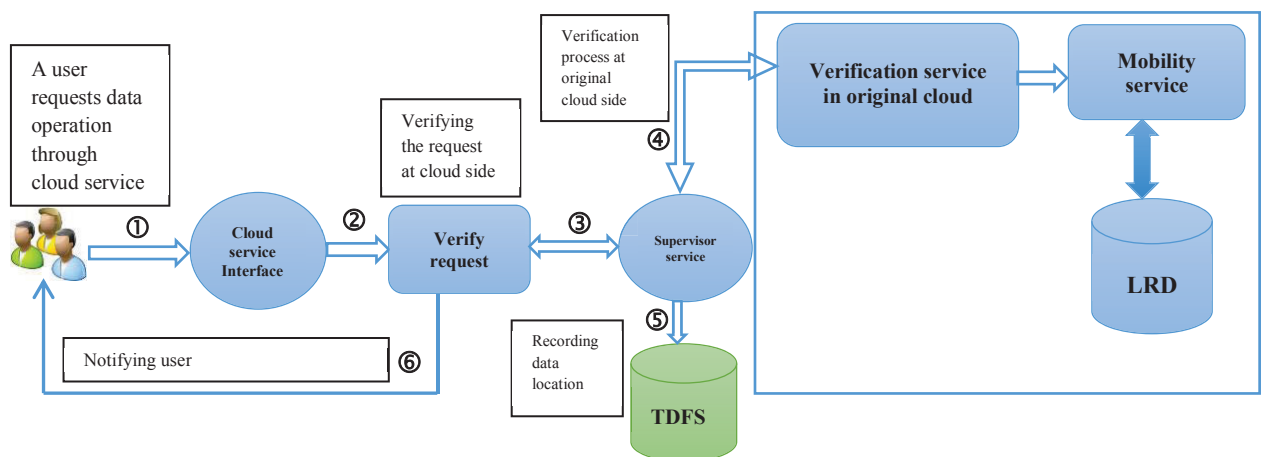 A user
requests data
operation
through
cloud service
①
Cloud
service
Interface
②
Verifying
the request
at cloud side
Verify
request
③
Supervisor
service
Verification
process at
original
cloud side
④
Verification service
in original cloud
Mobility
service
LRD
⑤
Recording
data
location
TDFS
Notifying user
⑥